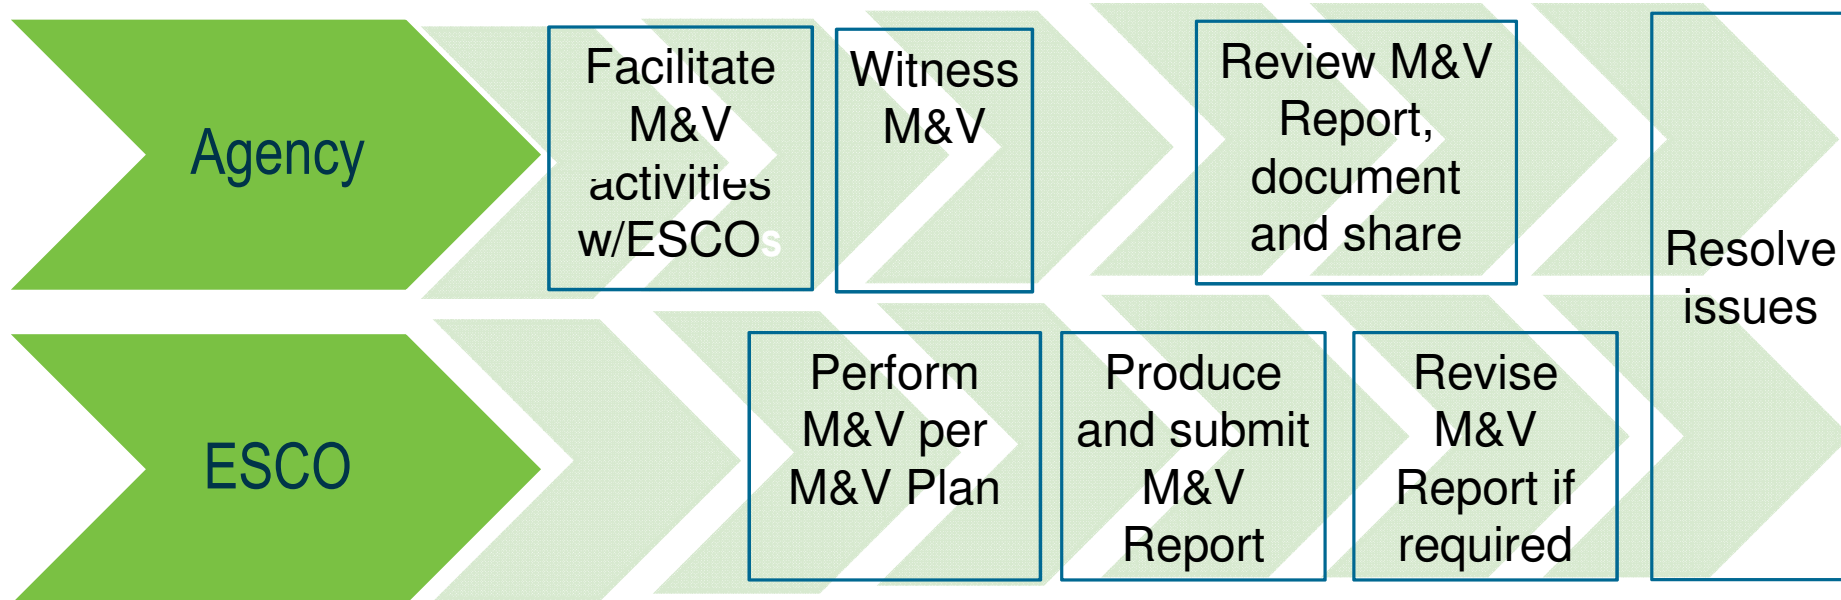 Agency
Facilitate
M&V
activities
w/ESCOs
Witness
M&V
Review M&V
Report,
document
and share
Resolve
issues
ESCO
Perform
M&V per
M&V Plan
Produce
and submit
M&V
Report
Revise
M&V
Report if
required